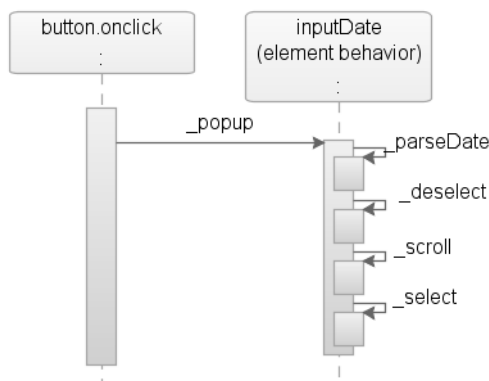 button.onclick
:
inputDate
(element behavior)
:
_popup
_parseDate
_deselect
_scroll
_select